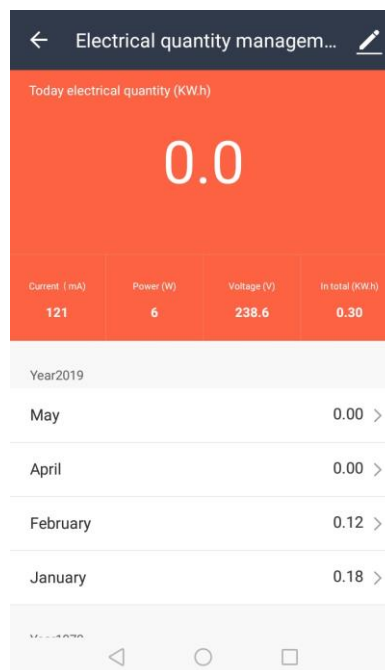 Electrical quantity managem...
Today electrical quantity (KW.h)
0.0
Current (mA) Power (W) Voltage (V) In total (KW.h)
121 6 238.6 0.30
Year2019
May 0.00
April 0.00
February 0.12
January 0.18